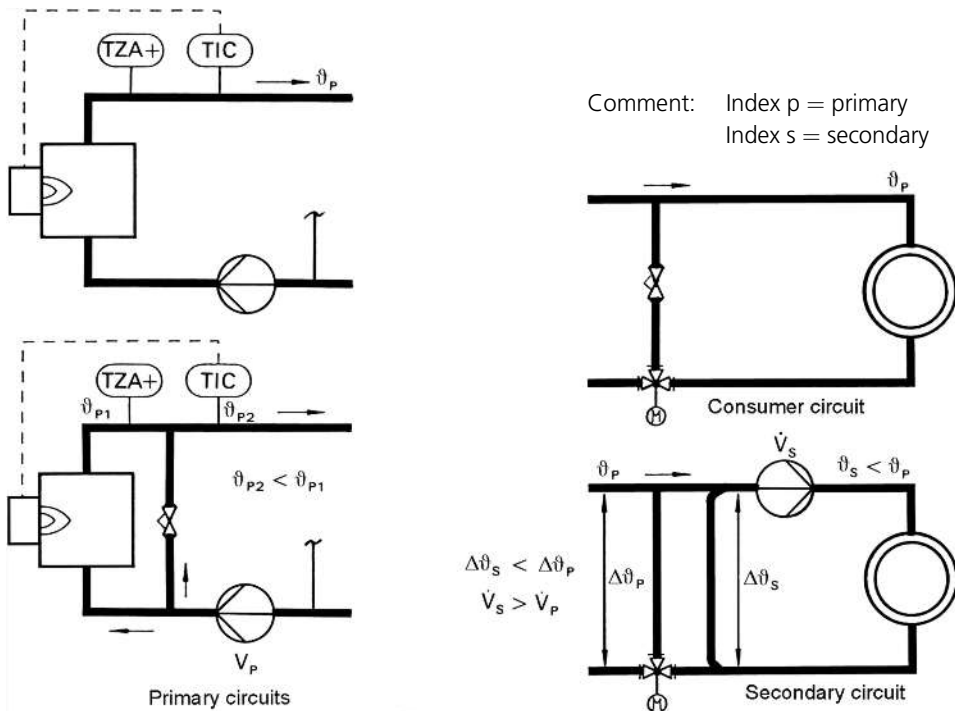 TZA+ TIC
ϑP
Comment: Index p = primary
Index s = secondary
ϑP
TZA+ TIC
ϑP1 ϑP2
ϑP2 < ϑP1
VP
Primary circuits
M
Consumer circuit
V̇S
ϑP ϑS < ϑP
ΔϑS < ΔϑP
V̇S > V̇P
ΔϑP ΔϑS
M
Secondary circuit